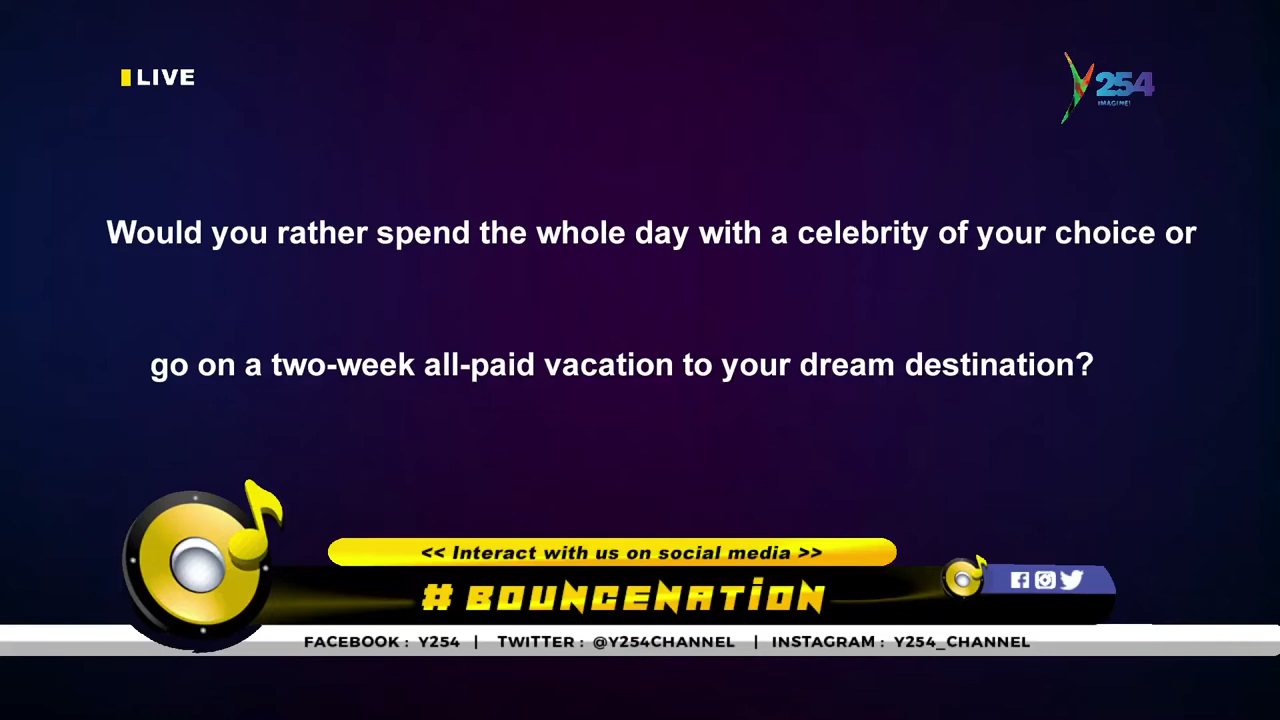 LIVE
Y254
IMAGINE!
Would you rather spend the whole day with a celebrity of your choice or
go on a two-week all-paid vacation to your dream destination?
<< Interact with us on social media >>
# BOUNCENATION
FACEBOOK : Y254 | TWITTER : @Y254CHANNEL | INSTAGRAM : Y254_CHANNEL